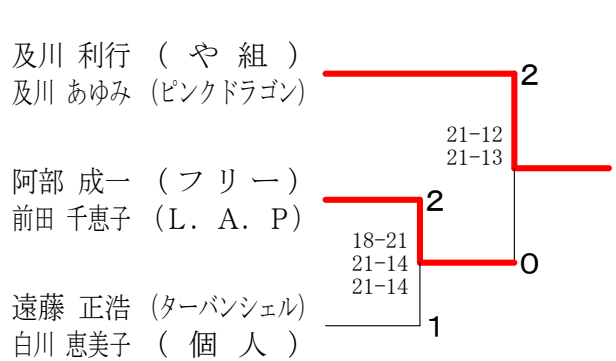 及川 利行 ( や 組 )
及川 あゆみ (ピンクドラゴン)
2
21-12
21-13
阿部 成一 ( フ リ ー )
前田 千恵子 ( L. A. P )
2
18-21
21-14
21-14
0
遠藤 正浩 (ターバンシェル)
白川 恵美子 ( 個 人 )
1